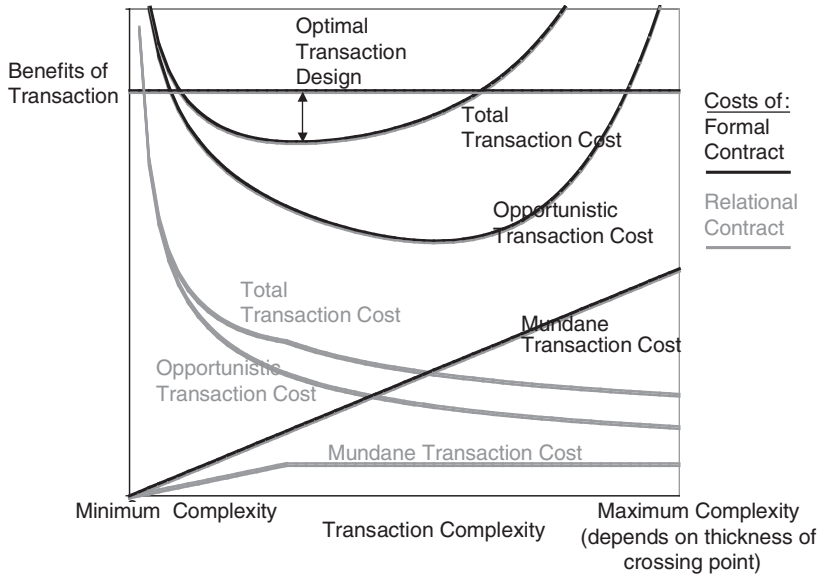 Optimal
Transaction
Design
Benefits of
Transaction
Total
Transaction Cost
Costs of:
Formal
Contract
Relational
Contract
Opportunistic
Transaction Cost
Total
Transaction Cost
Mundane
Transaction Cost
Opportunistic
Transaction Cost
Mundane Transaction Cost
Minimum Complexity
Transaction Complexity
Maximum Complexity
(depends on thickness of
crossing point)